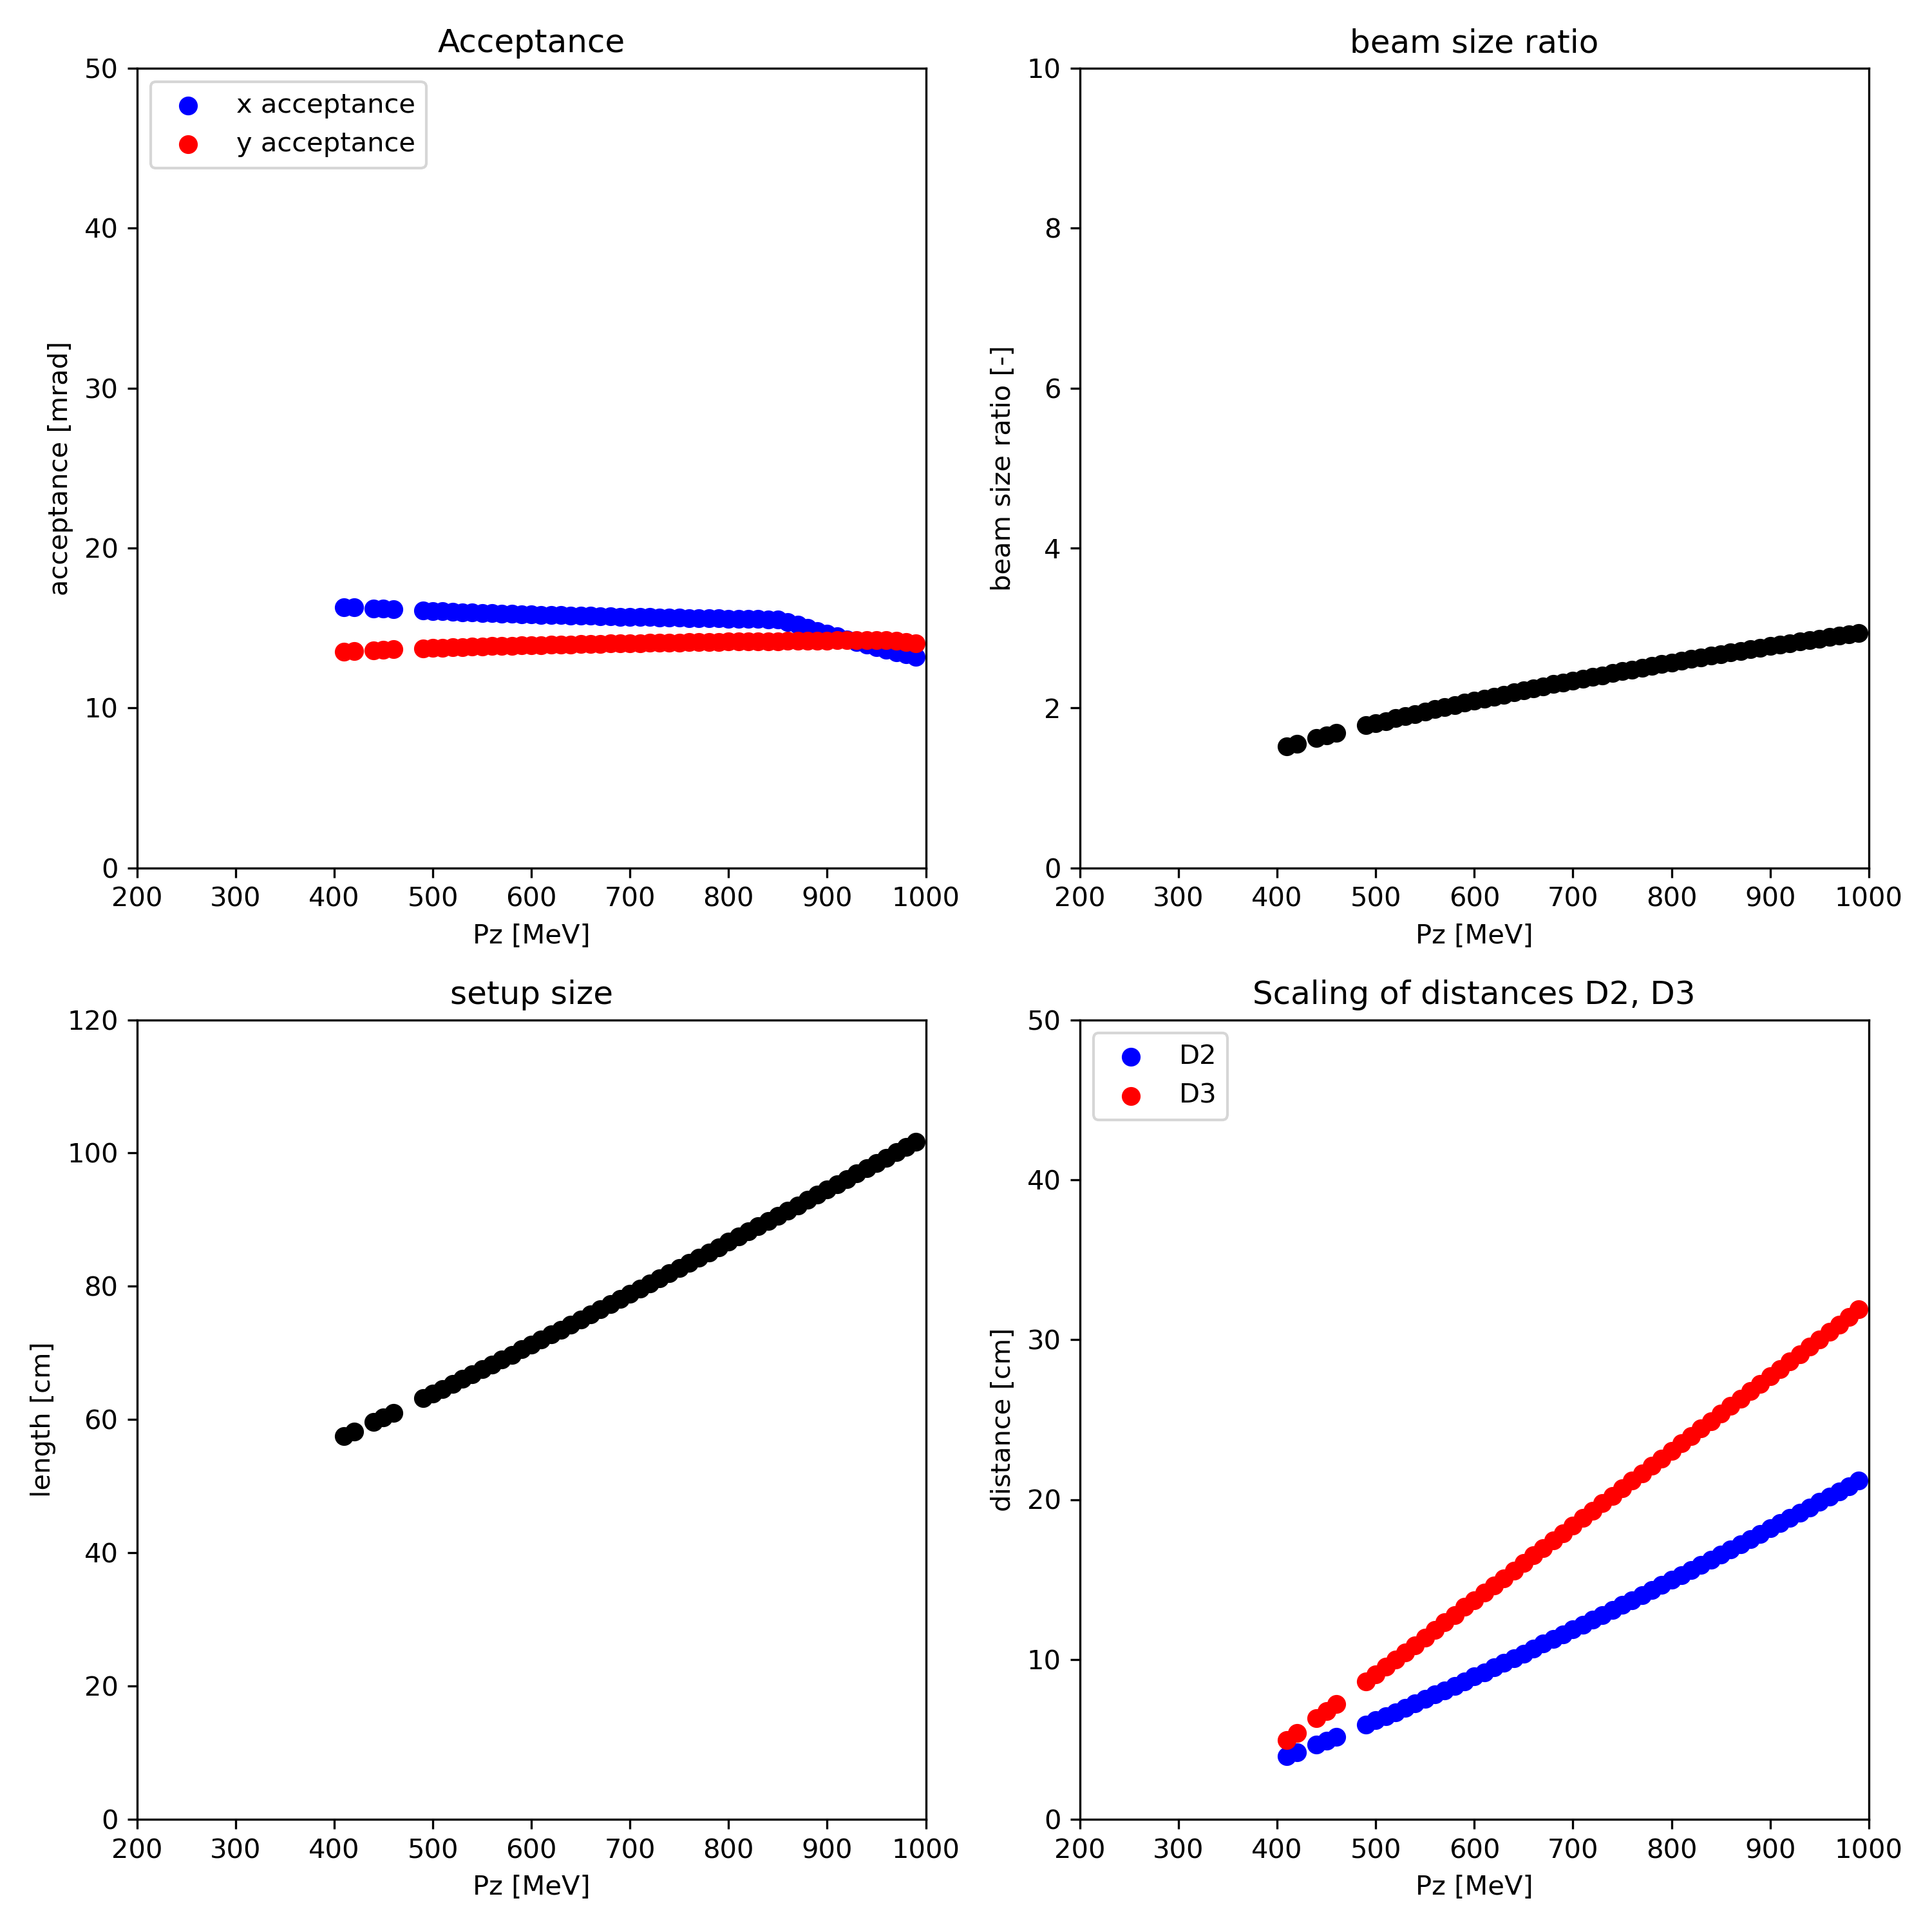 Acceptance
50
40
30
20
10
0
acceptance [mrad]
x acceptance
y acceptance
200 300 400 500 600 700 800 900 1000
Pz [MeV]
beam size ratio
10
8
6
4
2
0
beam size ratio [-]
200 300 400 500 600 700 800 900 1000
Pz [MeV]
setup size
120
100
80
60
40
20
0
length [cm]
200 300 400 500 600 700 800 900 1000
Pz [MeV]
Scaling of distances D2, D3
50
40
30
20
10
0
distance [cm]
D2
D3
200 300 400 500 600 700 800 900 1000
Pz [MeV]